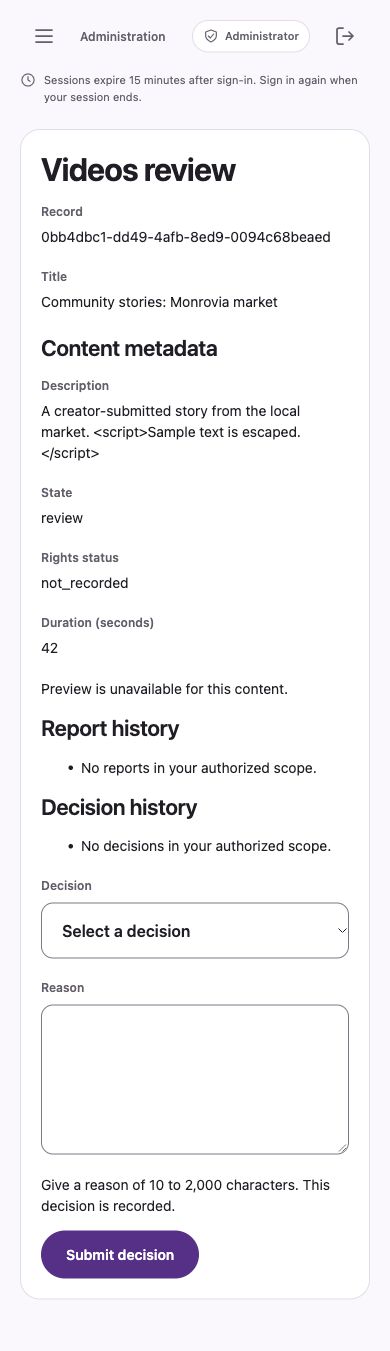 Administration
Administrator
Sessions expire 15 minutes after sign-in. Sign in again when
your session ends.
Videos review
Record
0bb4dbc1-dd49-4afb-8ed9-0094c68beaed
Title
Community stories: Monrovia market
Content metadata
Description
A creator-submitted story from the local
market. <script>Sample text is escaped.
</script>
State
review
Rights status
not_recorded
Duration (seconds)
42
Preview is unavailable for this content.
Report history
• No reports in your authorized scope.
Decision history
• No decisions in your authorized scope.
Decision
Select a decision
Reason
Give a reason of 10 to 2,000 characters. This
decision is recorded.
Submit decision